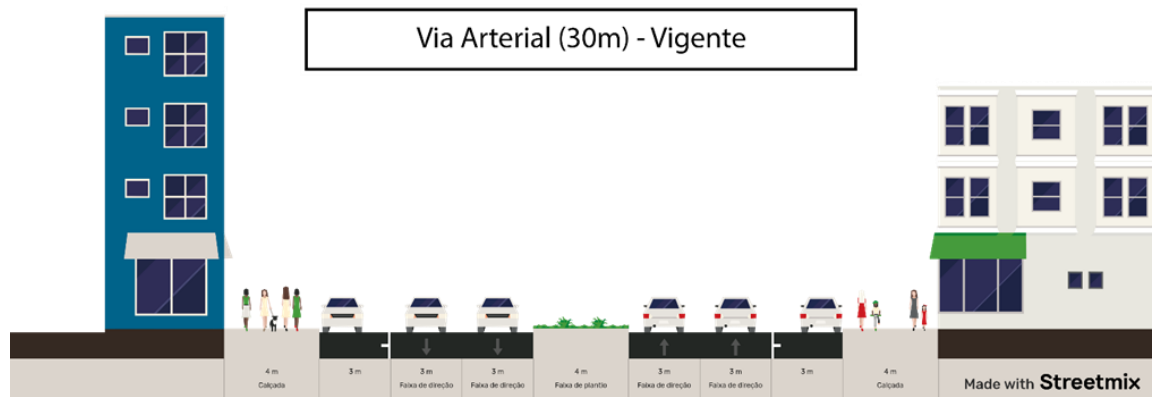 Via Arterial (30m) - Vigente
4 m
Calçada
3 m
3 m
Faixa de direção
3 m
Faixa de direção
4 m
Faixa de plantio
3 m
Faixa de direção
3 m
Faixa de direção
3 m
4 m
Calçada
Made with Streetmix